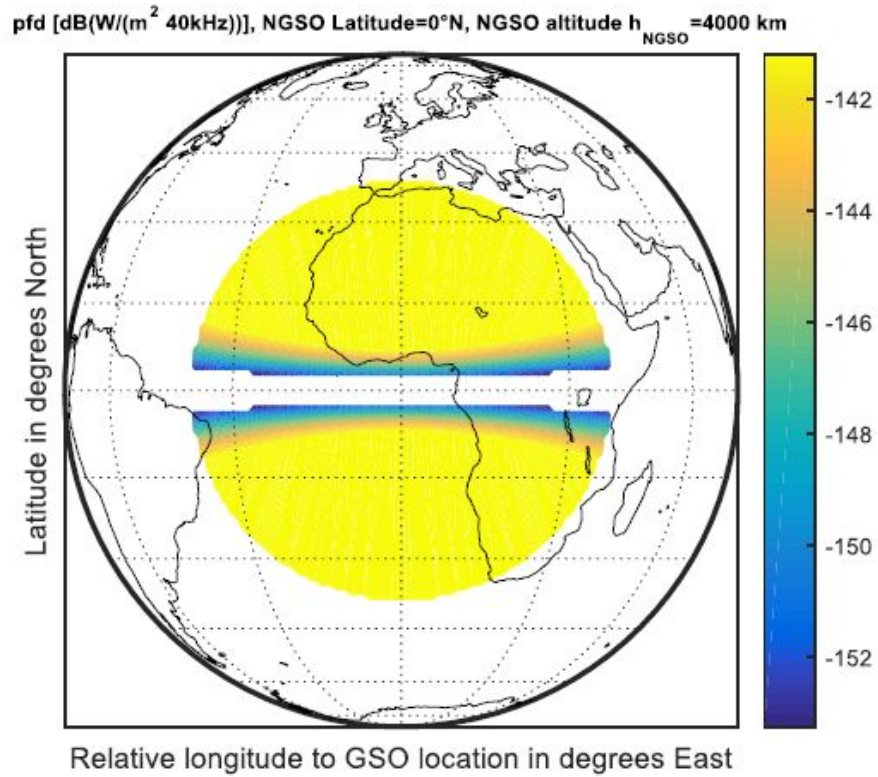 pfd [dB(W/(m² 40kHz))], NGSO Latitude=0°N, NGSO altitude h_NGSO=4000 km
Latitude in degrees North
-142
-144
-146
-148
-150
-152
Relative longitude to GSO location in degrees East